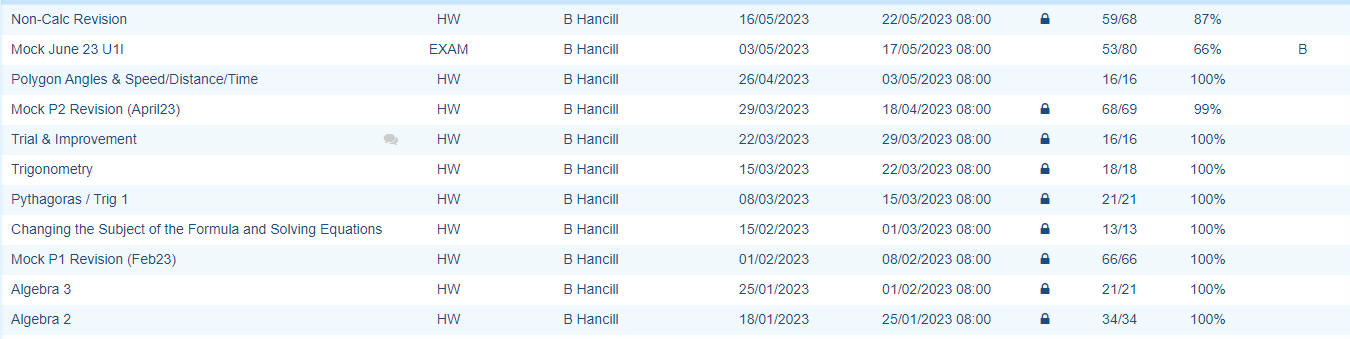 Non-Calc Revision HW B Hancill 16/05/2023 22/05/2023 08:00 59/68 87%
Mock June 23 U1I EXAM B Hancill 03/05/2023 17/05/2023 08:00 53/80 66% B
Polygon Angles & Speed/Distance/Time HW B Hancill 26/04/2023 03/05/2023 08:00 16/16 100%
Mock P2 Revision (April23) HW B Hancill 29/03/2023 18/04/2023 08:00 68/69 99%
Trial & Improvement HW B Hancill 22/03/2023 29/03/2023 08:00 16/16 100%
Trigonometry HW B Hancill 15/03/2023 22/03/2023 08:00 18/18 100%
Pythagoras / Trig 1 HW B Hancill 08/03/2023 15/03/2023 08:00 21/21 100%
Changing the Subject of the Formula and Solving Equations HW B Hancill 15/02/2023 01/03/2023 08:00 13/13 100%
Mock P1 Revision (Feb23) HW B Hancill 01/02/2023 08/02/2023 08:00 66/66 100%
Algebra 3 HW B Hancill 25/01/2023 01/02/2023 08:00 21/21 100%
Algebra 2 HW B Hancill 18/01/2023 25/01/2023 08:00 34/34 100%